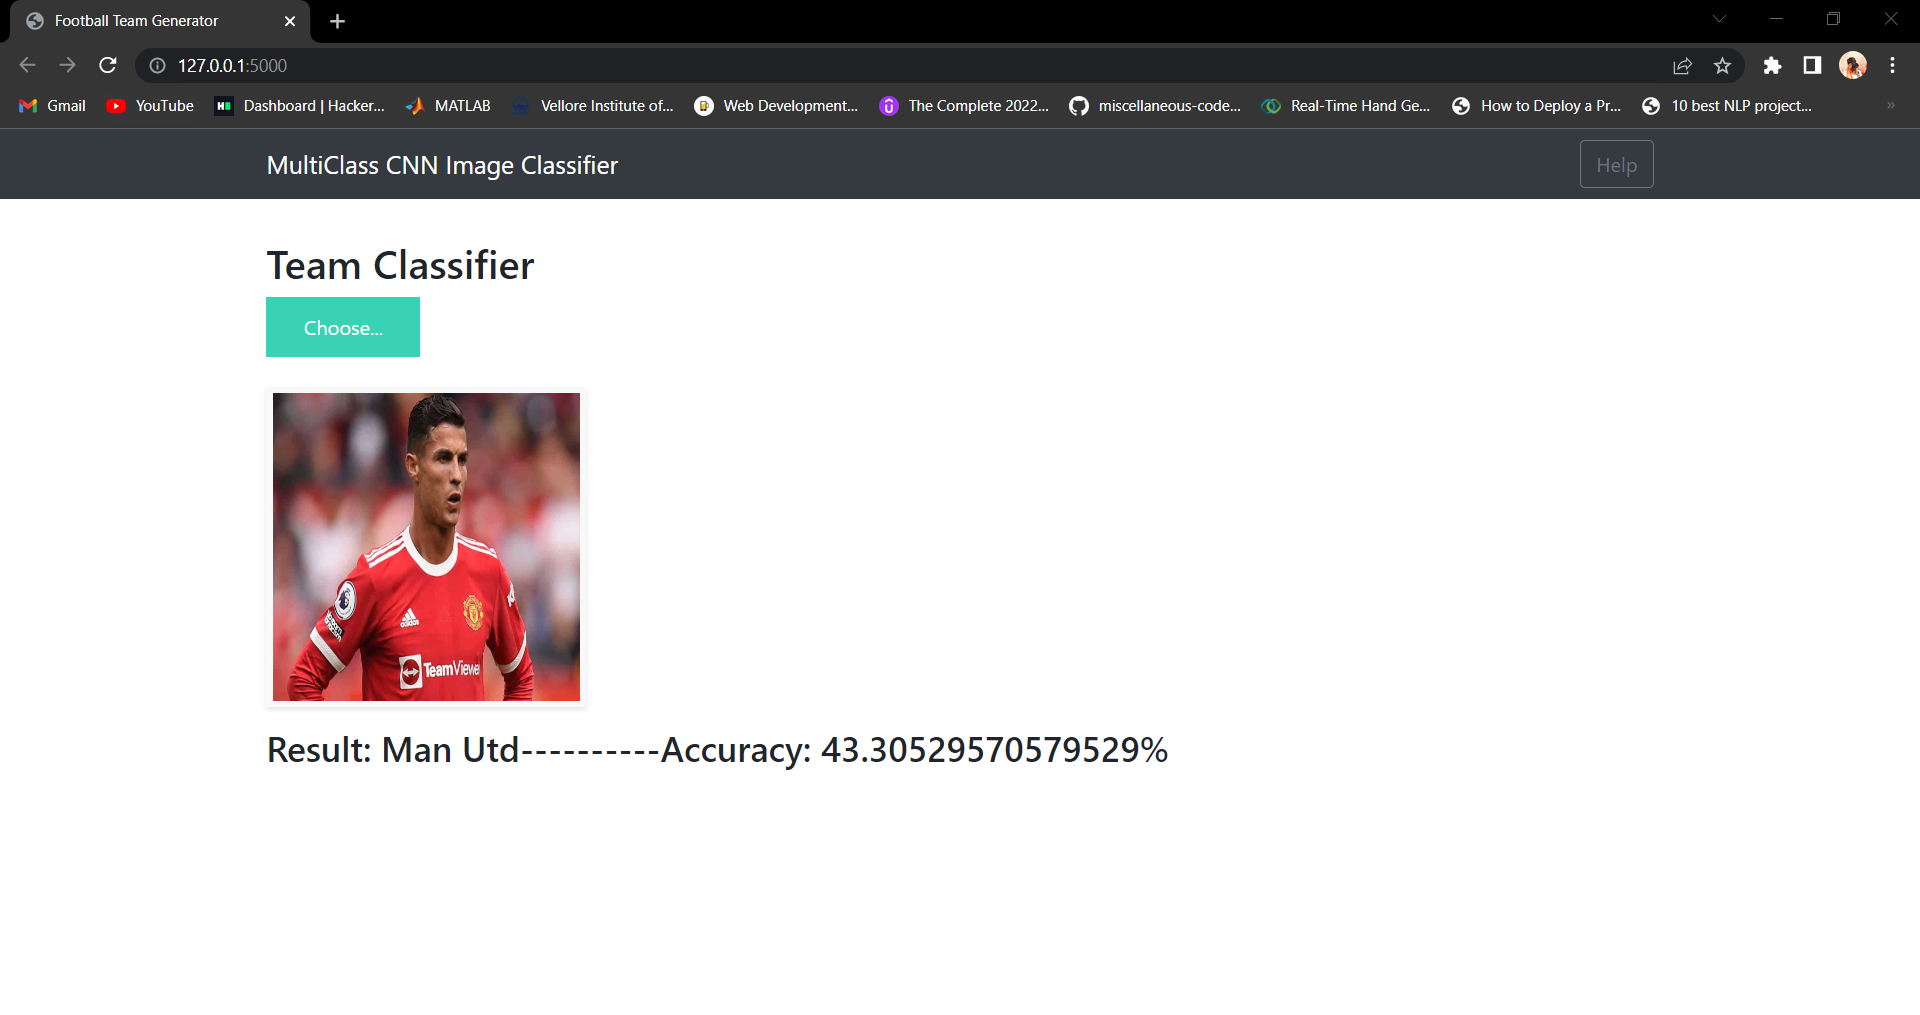 Football Team Generator
127.0.0.1:5000
Gmail YouTube Dashboard | Hacker... MATLAB Vellore Institute of... Web Development... The Complete 2022... miscellaneous-code... Real-Time Hand Ge... How to Deploy a Pr... 10 best NLP project... »
MultiClass CNN Image Classifier Help
Team Classifier
Choose...
adidas
TeamViewer
Result: Man Utd----------Accuracy: 43.30529570579529%